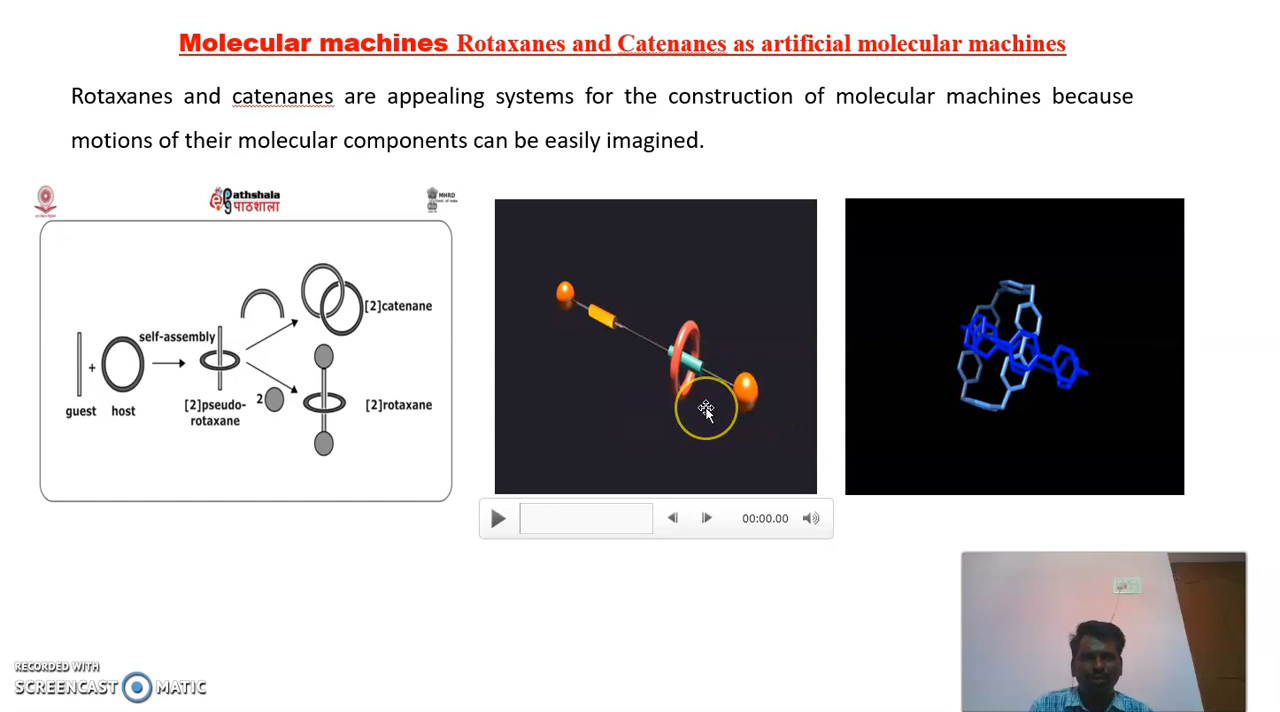 Molecular machines Rotaxanes and Catenanes as artificial molecular machines
Rotaxanes and catenanes are appealing systems for the construction of molecular machines because
motions of their molecular components can be easily imagined.
Pathshala
पाठशाला
MHRD
[2]catenane
self-assembly
+
guest
host
[2]pseudo-
rotaxane
2
[2]rotaxane
00:00.00
RECORDED WITH
SCREENCAST MATIC